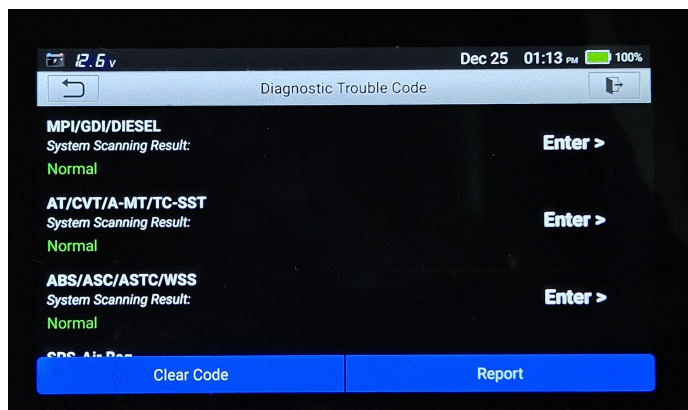 12.6 v
Dec 25 01:13 PM 100%
Diagnostic Trouble Code
MPI/GDI/DIESEL
System Scanning Result:
Enter >
Normal
AT/CVT/A-MT/TC-SST
System Scanning Result:
Enter >
Normal
ABS/ASC/ASTC/WSS
System Scanning Result:
Enter >
Normal
Clear Code
Report